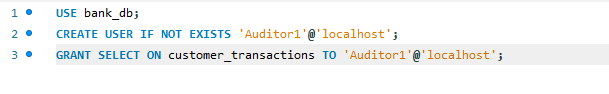 1 USE bank_db;
2 CREATE USER IF NOT EXISTS 'Auditor1'@'localhost';
3 GRANT SELECT ON customer_transactions TO 'Auditor1'@'localhost';